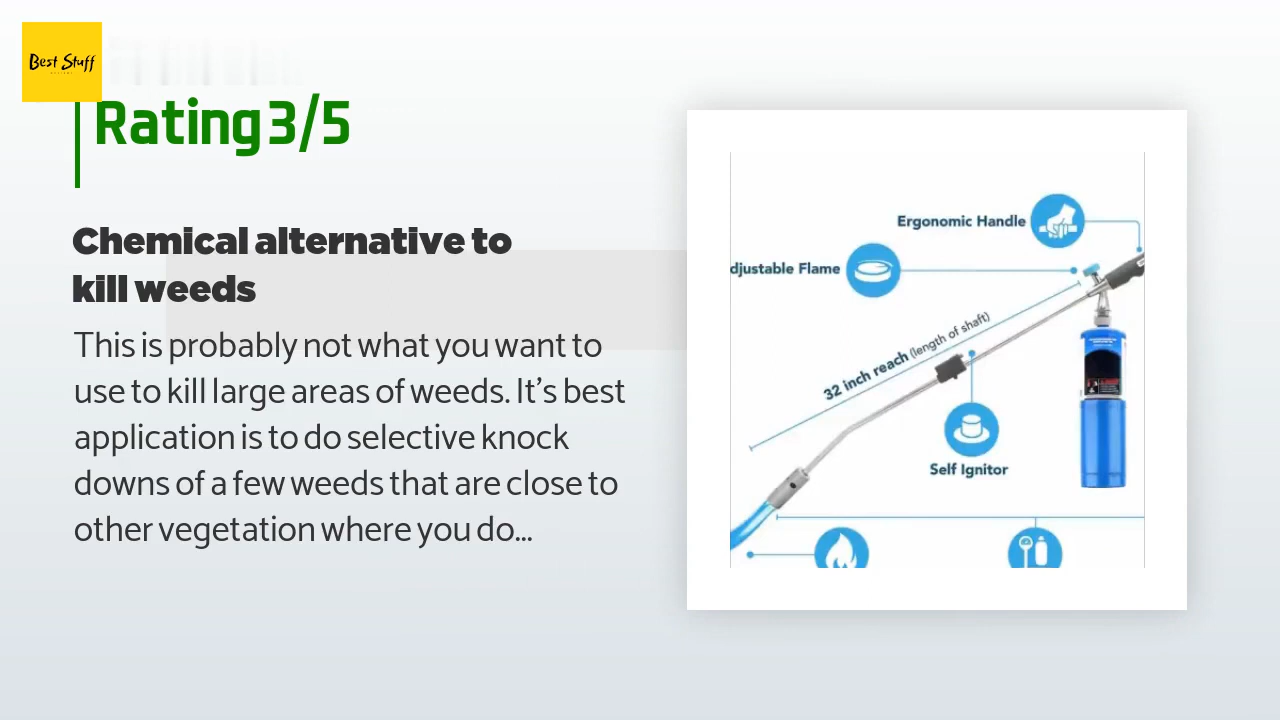 Best Stuff
Rating 3/5
Chemical alternative to
kill weeds
This is probably not what you want to
use to kill large areas of weeds. It's best
application is to do selective knock
downs of a few weeds that are close to
other vegetation where you do...
Ergonomic Handle
djustable Flame
32 inch reach (length of shaft)
Self Ignitor